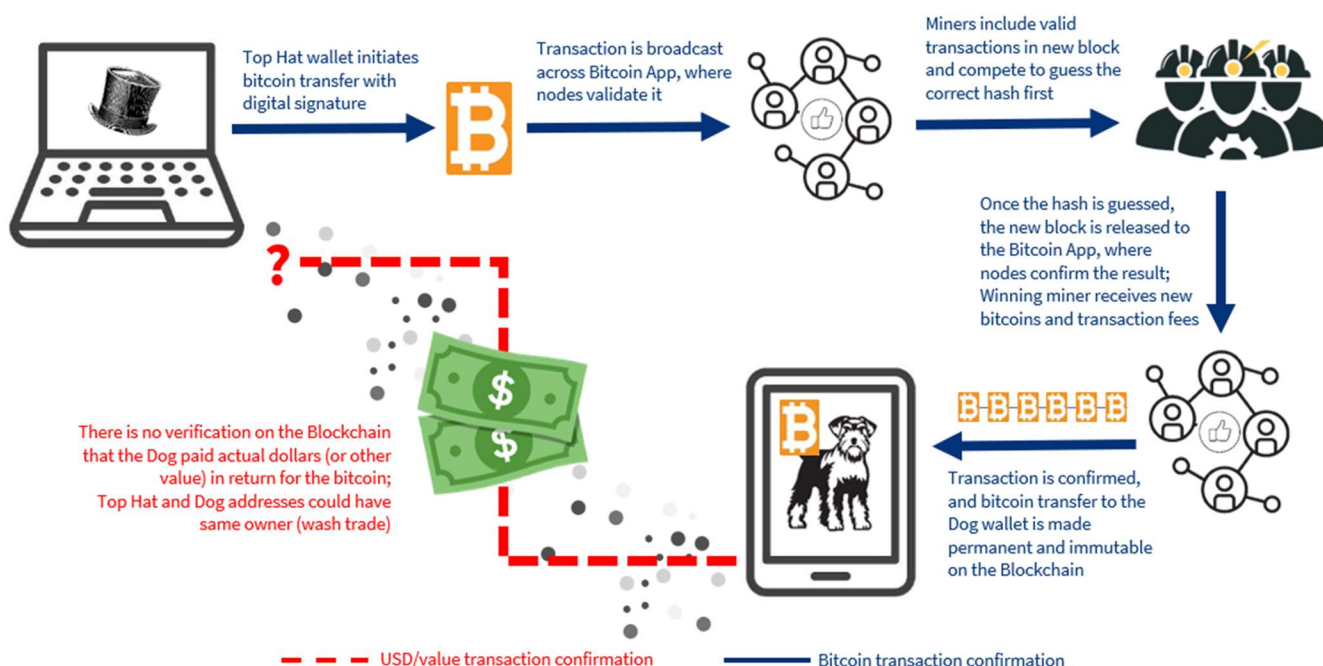 Top Hat wallet initiates
bitcoin transfer with
digital signature
Transaction is broadcast
across Bitcoin App, where
nodes validate it
Miners include valid
transactions in new block
and compete to guess the
correct hash first
Once the hash is guessed,
the new block is released to
the Bitcoin App, where
nodes confirm the result;
Winning miner receives new
bitcoins and transaction fees
Transaction is confirmed,
and bitcoin transfer to the
Dog wallet is made
permanent and immutable
on the Blockchain
?
$
$
There is no verification on the Blockchain
that the Dog paid actual dollars (or other
value) in return for the bitcoin;
Top Hat and Dog addresses could have
same owner (wash trade)
USD/value transaction confirmation
Bitcoin transaction confirmation